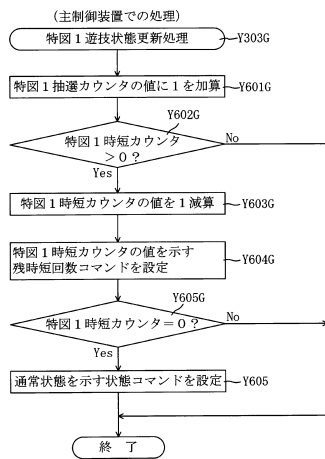 (主制御装置での処理)
特図1遊技状態更新処理 Y303G
特図1抽選カウンタの値に1を加算 Y601G
Y602G
特図1時短カウンタ
>0? No
Yes
特図1時短カウンタの値を1減算 Y603G
特図1時短カウンタの値を示す
残時短回数コマンドを設定 Y604G
Y605G
特図1時短カウンタ=0? No
Yes
通常状態を示す状態コマンドを設定 Y605
終了